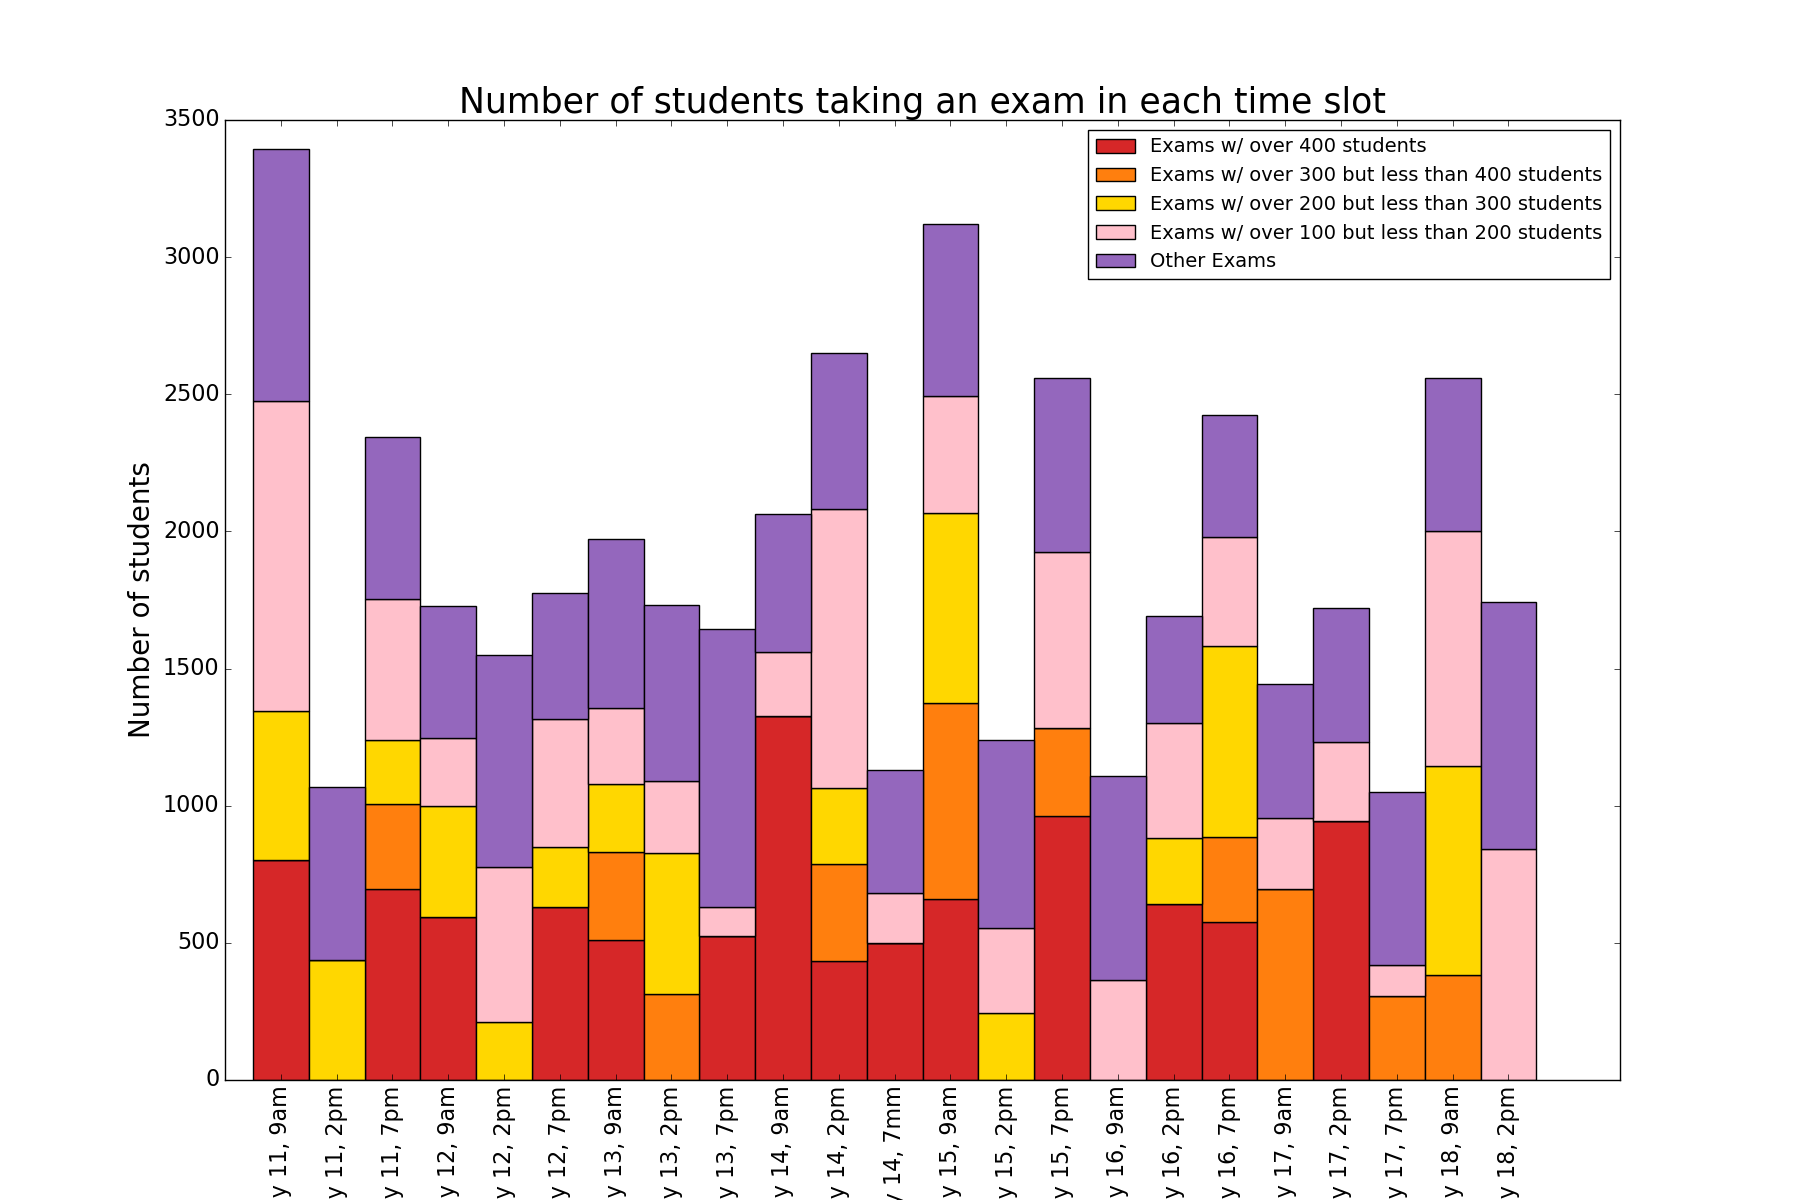 Number of students taking an exam in each time slot
Exams w/ over 400 students
Exams w/ over 300 but less than 400 students
Exams w/ over 200 but less than 300 students
Exams w/ over 100 but less than 200 students
Other Exams
Number of students
3500
3000
2500
2000
1500
1000
500
0
y 11, 9am
y 11, 2pm
y 11, 7pm
y 12, 9am
y 12, 2pm
y 12, 7pm
y 13, 9am
y 13, 2pm
y 13, 7pm
y 14, 9am
y 14, 2pm
y 14, 7mm
y 15, 9am
y 15, 2pm
y 15, 7pm
y 16, 9am
y 16, 2pm
y 16, 7pm
y 17, 9am
y 17, 2pm
y 17, 7pm
y 18, 9am
y 18, 2pm